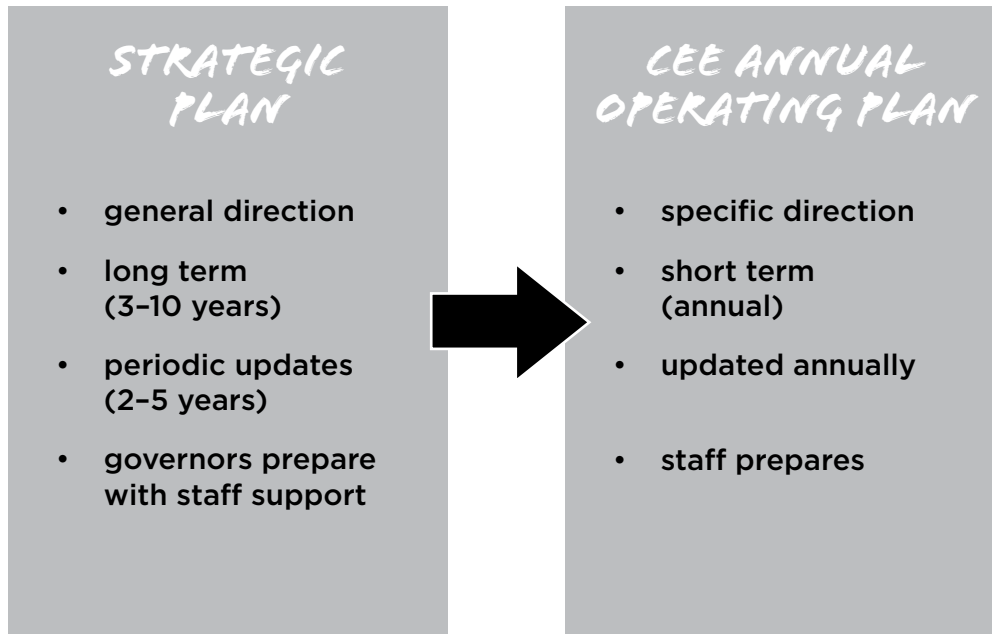 STRATEGIC
PLAN
• general direction
• long term
(3–10 years)
• periodic updates
(2–5 years)
• governors prepare
with staff support
CEE ANNUAL
OPERATING PLAN
• specific direction
• short term
(annual)
• updated annually
• staff prepares